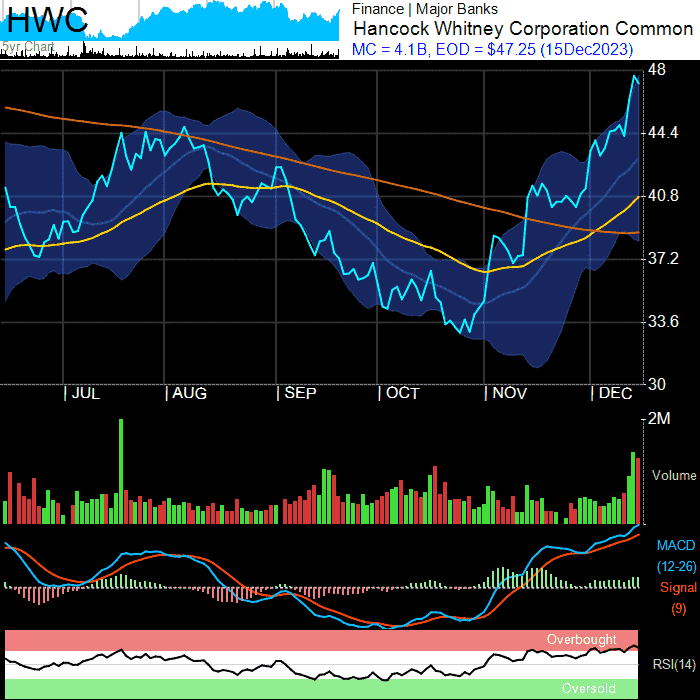 HWC
5yr Chart
Finance | Major Banks
Hancock Whitney Corporation Common
MC = 4.1B, EOD = $47.25 (15Dec2023)
48
44.4
40.8
37.2
33.6
30
| JUL | AUG | SEP | OCT | NOV | DEC
2M
Volume
MACD
(12-26)
Signal
(9)
Overbought
RSI(14)
Oversold